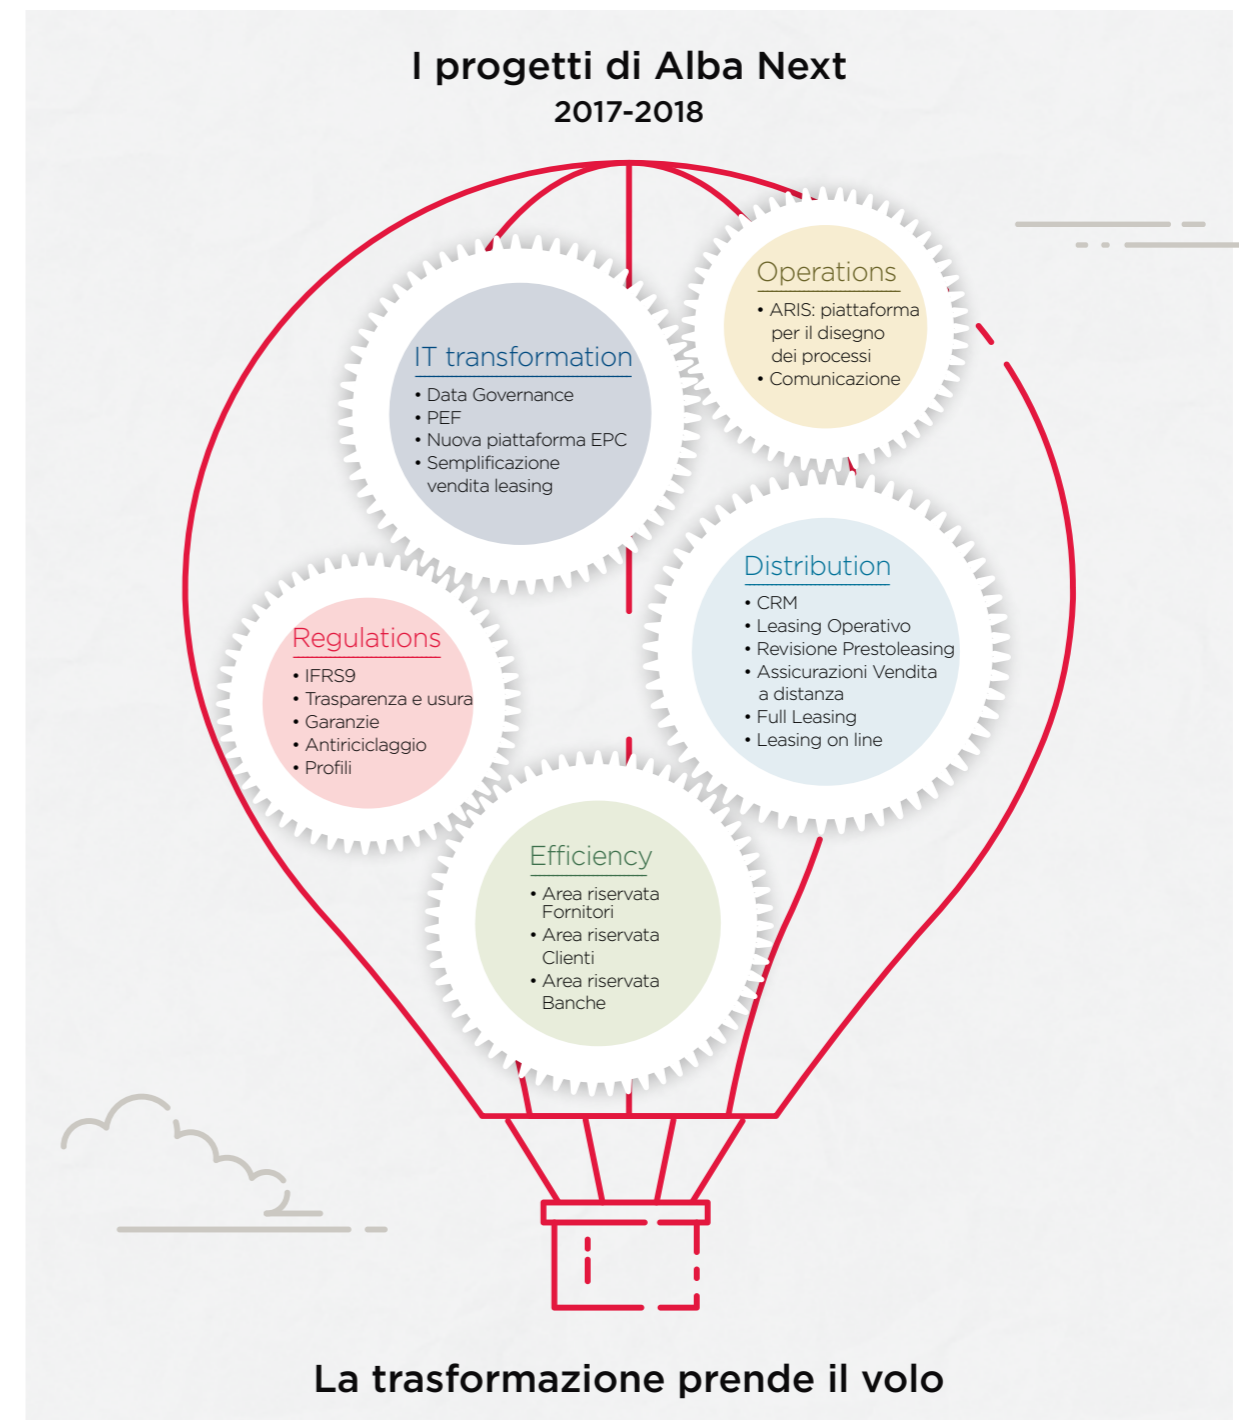 I progetti di Alba Next
2017-2018
IT transformation
• Data Governance
• PEF
• Nuova piattaforma EPC
• Semplificazione
vendita leasing
Operations
• ARIS: piattaforma
per il disegno
dei processi
• Comunicazione
Distribution
• CRM
• Leasing Operativo
• Revisione Prestoleasing
• Assicurazioni Vendita
a distanza
• Full Leasing
• Leasing on line
Regulations
• IFRS9
• Trasparenza e usura
• Garanzie
• Antiriciclaggio
• Profili
Efficiency
• Area riservata
Fornitori
• Area riservata
Clienti
• Area riservata
Banche
La trasformazione prende il volo